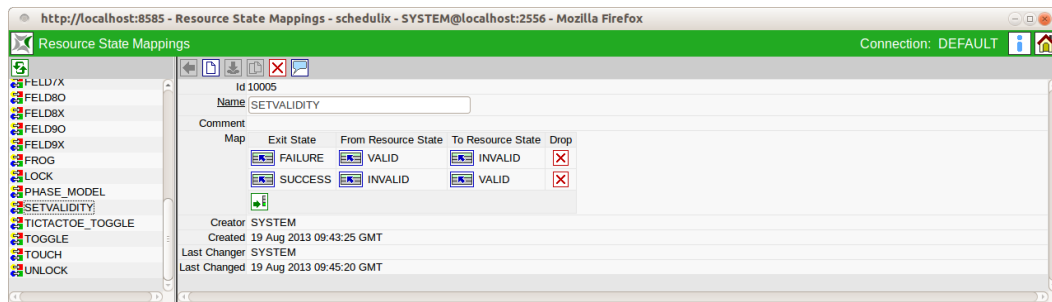 http://localhost:8585 - Resource State Mappings - schedulix - SYSTEM@localhost:2556 - Mozilla Firefox
Resource State Mappings
Connection: DEFAULT
FELD7X
FELD8O
FELD8X
FELD9O
FELD9X
FROG
LOCK
PHASE_MODEL
SETVALIDITY
TICTACTOE_TOGGLE
TOGGLE
TOUCH
UNLOCK
Id 10005
Name SETVALIDITY
Comment
Map Exit State From Resource State To Resource State Drop
FAILURE VALID INVALID
SUCCESS INVALID VALID
Creator SYSTEM
Created 19 Aug 2013 09:43:25 GMT
Last Changer SYSTEM
Last Changed 19 Aug 2013 09:45:20 GMT